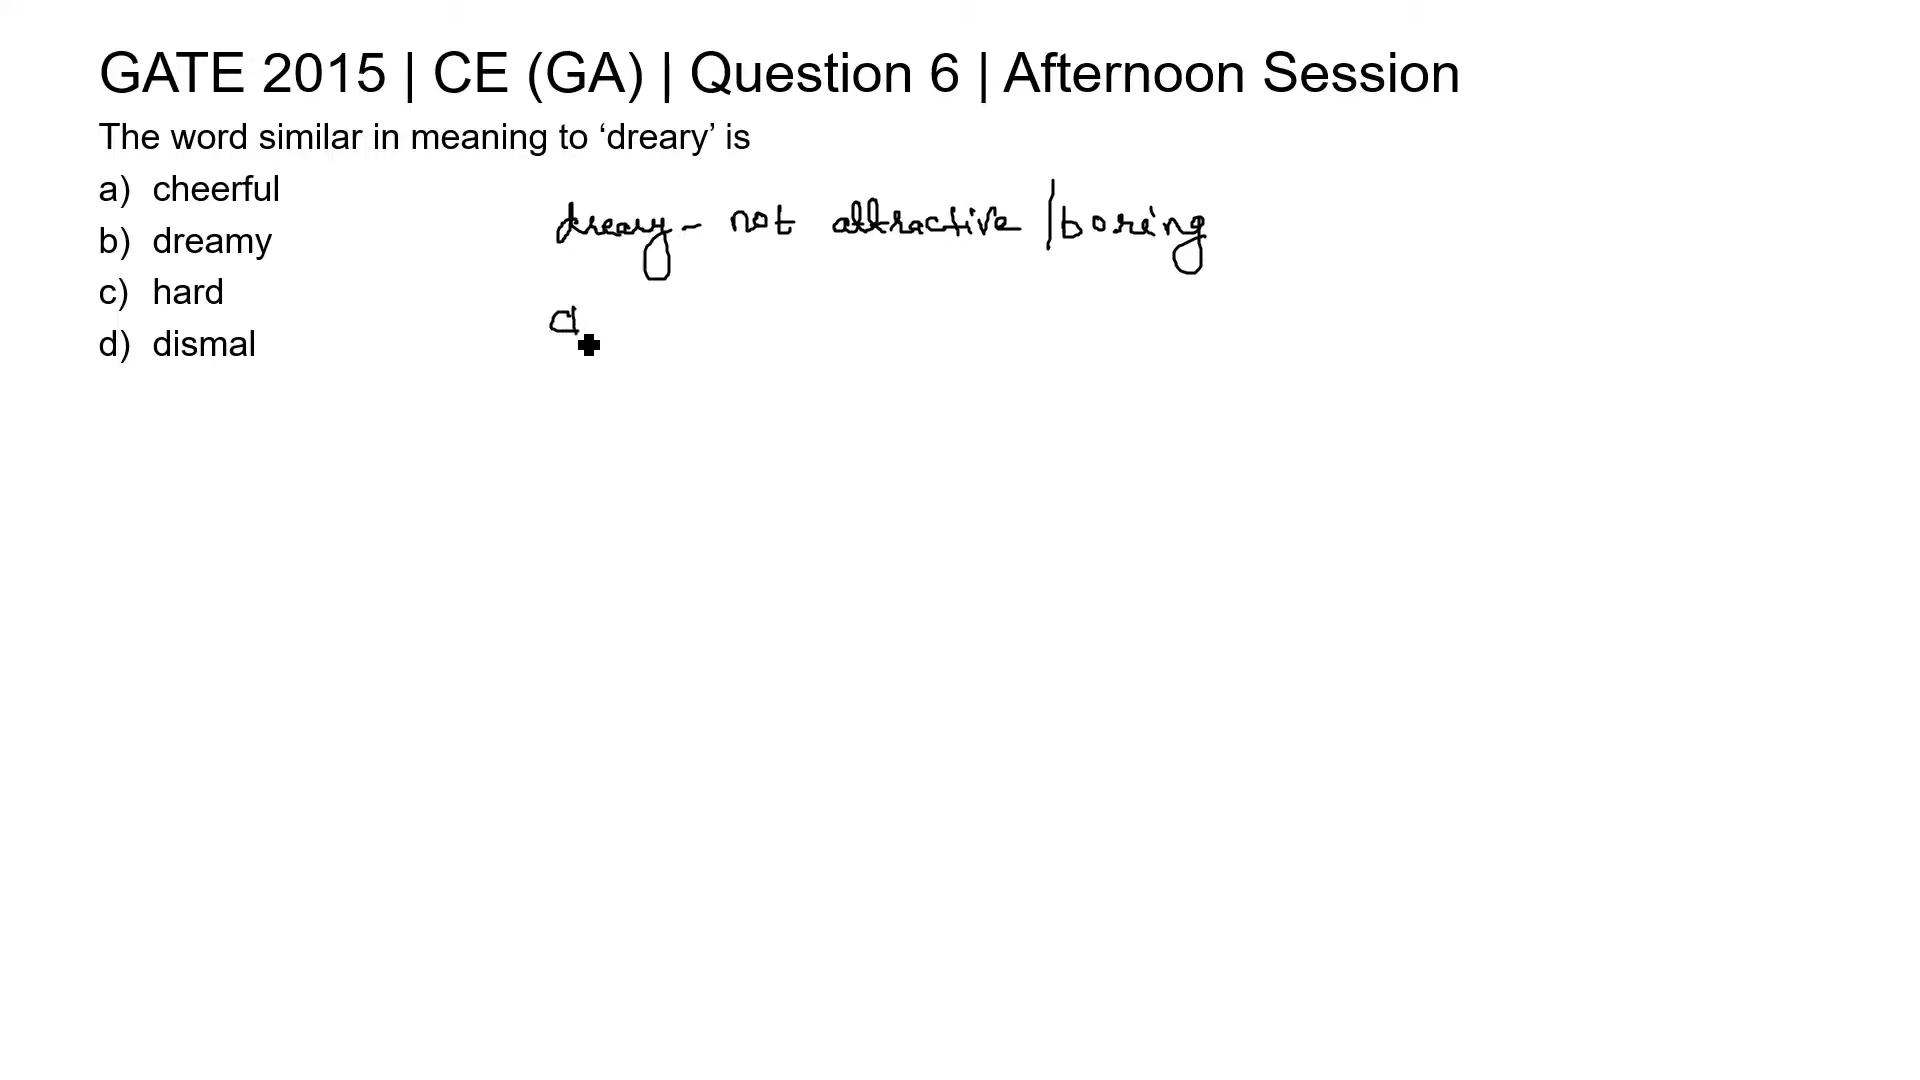 GATE 2015 | CE (GA) | Question 6 | Afternoon Session
The word similar in meaning to ‘dreary’ is
a) cheerful
b) dreamy
c) hard
d) dismal
dreary - not attractive / boring
d